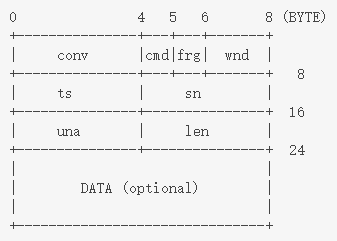 0 4 5 6 8 (BYTE)
conv cmd frg wnd
8
ts sn
16
una len
24
DATA (optional)